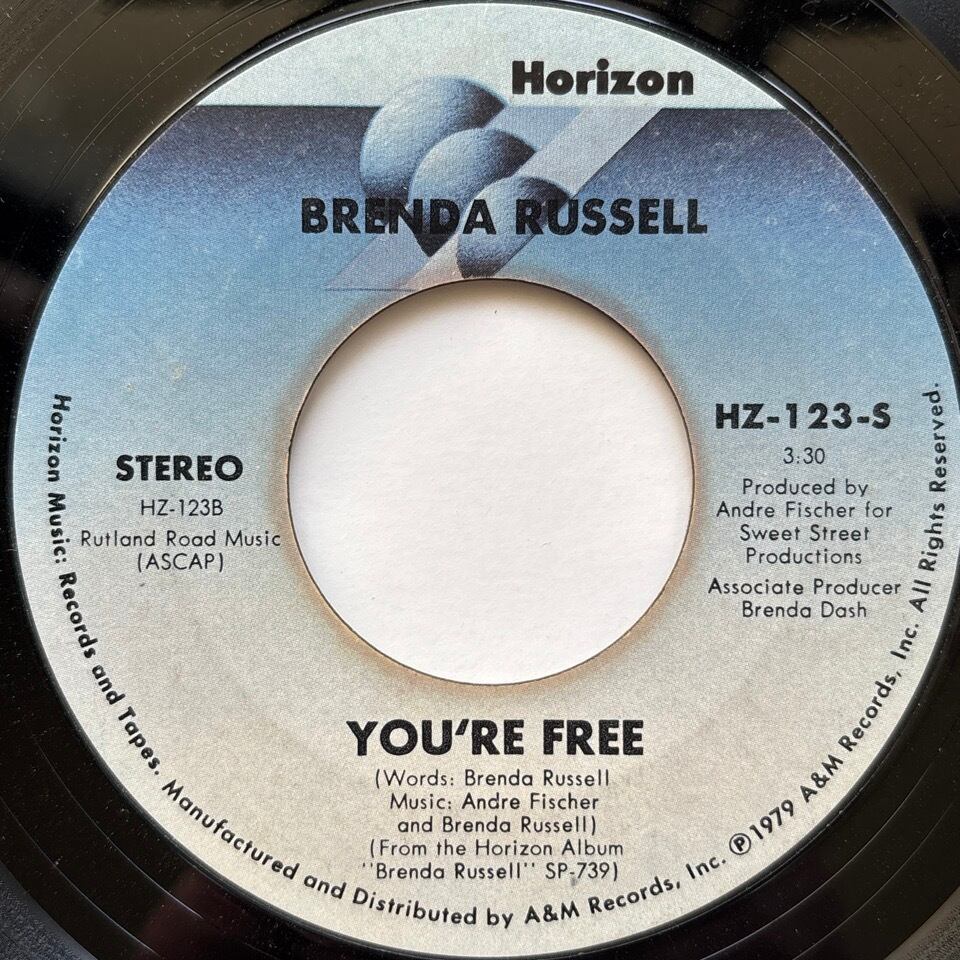 Horizon
BRENDA RUSSELL
HZ-123-S
3:30
Produced by
Andre Fischer for
Sweet Street
Productions
Associate Producer
Brenda Dash
STEREO
HZ-123B
Rutland Road Music
(ASCAP)
YOU'RE FREE
(Words: Brenda Russell
Music: Andre Fischer
and Brenda Russell)
(From the Horizon Album
"Brenda Russell" SP-739)
Horizon Music: Records and Tapes. Manufactured and Distributed by A&M Records, Inc. ℗1979 A&M Records, Inc. All Rights Reserved.